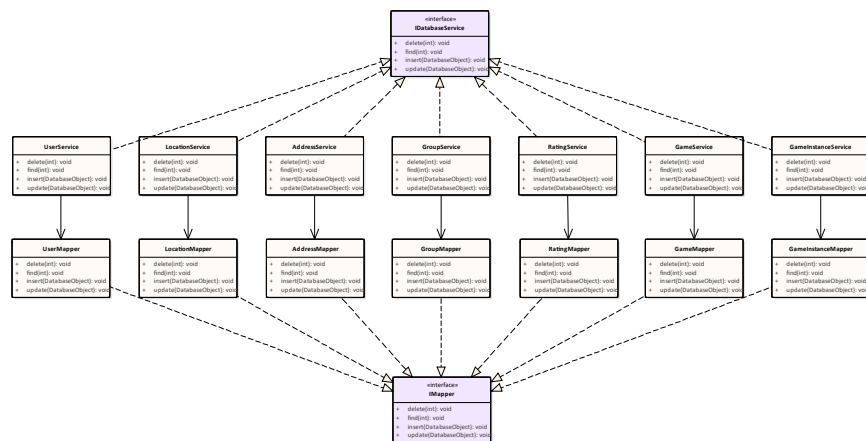 «interface»
IDatabaseService
+ delete(int): void
+ find(int): void
+ insert(DatabaseObject): void
+ update(DatabaseObject): void
UserService
+ delete(int): void
+ find(int): void
+ insert(DatabaseObject): void
+ update(DatabaseObject): void
LocationService
+ delete(int): void
+ find(int): void
+ insert(DatabaseObject): void
+ update(DatabaseObject): void
AddressService
+ delete(int): void
+ find(int): void
+ insert(DatabaseObject): void
+ update(DatabaseObject): void
GroupService
+ delete(int): void
+ find(int): void
+ insert(DatabaseObject): void
+ update(DatabaseObject): void
RatingService
+ delete(int): void
+ find(int): void
+ insert(DatabaseObject): void
+ update(DatabaseObject): void
GameService
+ delete(int): void
+ find(int): void
+ insert(DatabaseObject): void
+ update(DatabaseObject): void
GameInstanceService
+ delete(int): void
+ find(int): void
+ insert(DatabaseObject): void
+ update(DatabaseObject): void
UserMapper
+ delete(int): void
+ find(int): void
+ insert(DatabaseObject): void
+ update(DatabaseObject): void
LocationMapper
+ delete(int): void
+ find(int): void
+ insert(DatabaseObject): void
+ update(DatabaseObject): void
AddressMapper
+ delete(int): void
+ find(int): void
+ insert(DatabaseObject): void
+ update(DatabaseObject): void
GroupMapper
+ delete(int): void
+ find(int): void
+ insert(DatabaseObject): void
+ update(DatabaseObject): void
RatingMapper
+ delete(int): void
+ find(int): void
+ insert(DatabaseObject): void
+ update(DatabaseObject): void
GameMapper
+ delete(int): void
+ find(int): void
+ insert(DatabaseObject): void
+ update(DatabaseObject): void
GameInstanceMapper
+ delete(int): void
+ find(int): void
+ insert(DatabaseObject): void
+ update(DatabaseObject): void
«interface»
IMapper
+ delete(int): void
+ find(int): void
+ insert(DatabaseObject): void
+ update(DatabaseObject): void